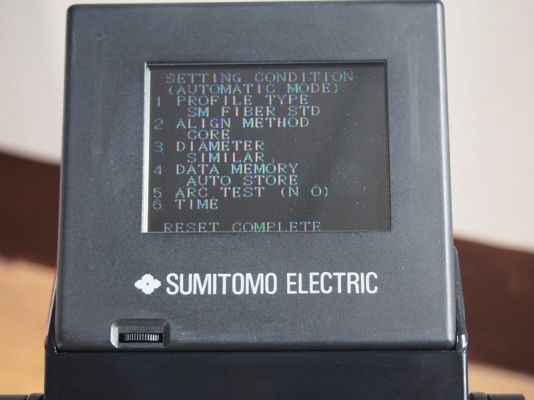 SETTING CONDITION
(AUTOMATIC MODE)
1 PROFILE TYPE
SM FIBER STD
2 ALIGN METHOD
CORE
3 DIAMETER
SIMILAR
4 DATA MEMORY
AUTO STORE
5 ARC TEST (N O)
6 TIME
RESET COMPLETE
SUMITOMO ELECTRIC